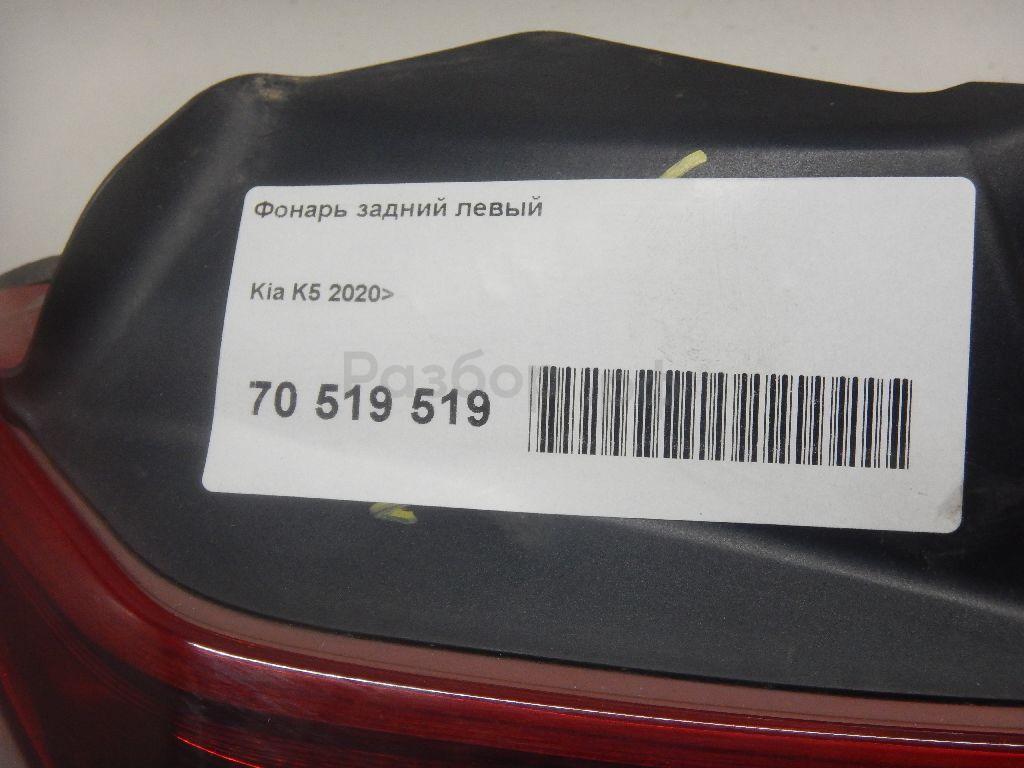 Фонарь задний левый
Kia K5 2020>
70 519 519